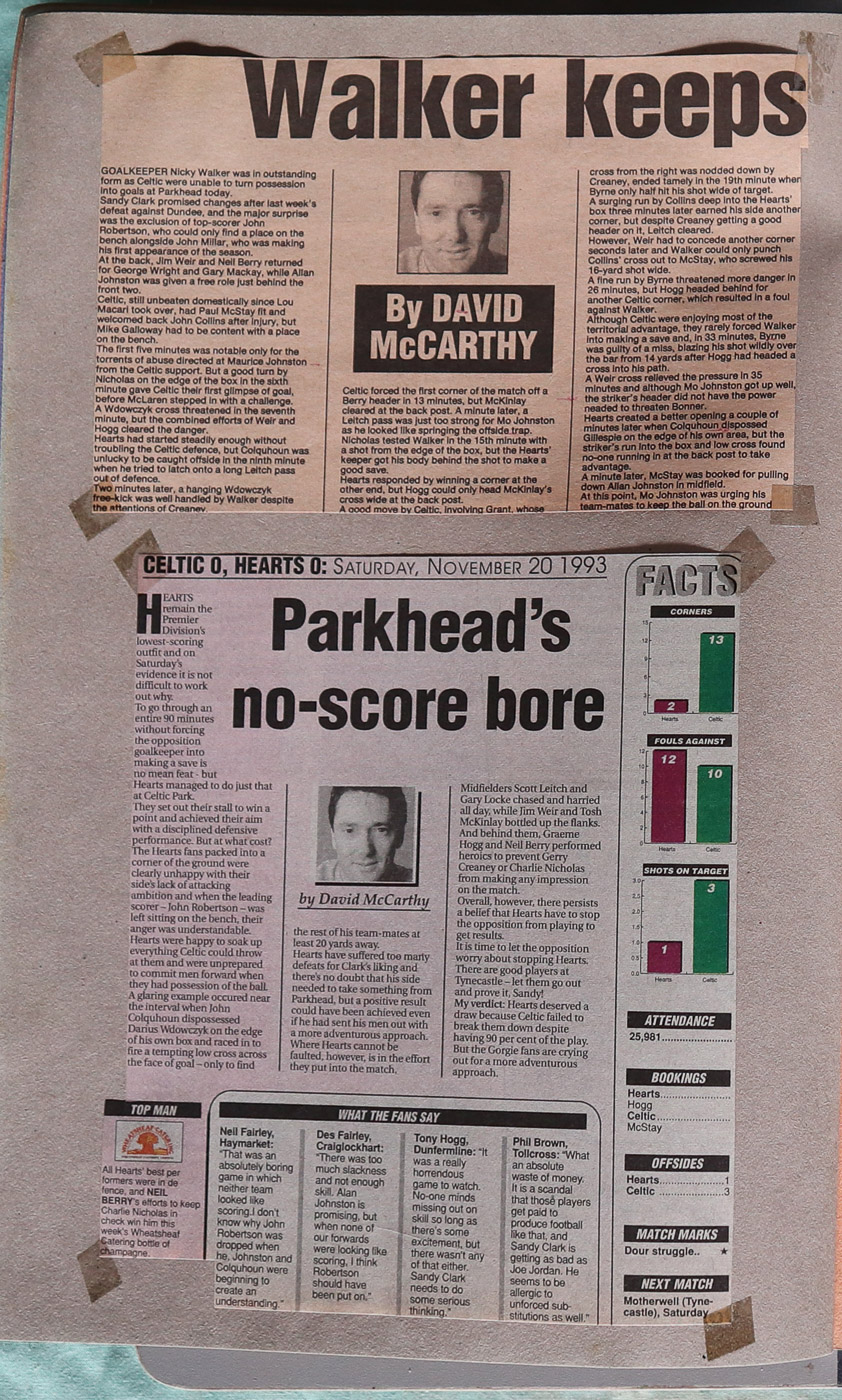 Walker keeps
GOALKEEPER Nicky Walker was in outstanding
form as Celtic were unable to turn possession
into goals at Parkhead today.
Sandy Clark promised changes after last week's
defeat against Dundee, and the major surprise
was the exclusion of top-scorer John
Robertson, who could only find a place on the
bench alongside John Millar, who was making
his first appearance of the season.
At the back, Jim Weir and Neil Berry returned
for George Wright and Gary Mackay, while Allan
Johnston was given a free role just behind the
front two.
Celtic, still unbeaten domestically since Lou
Macari took over, had Paul McStay fit and
welcomed back John Collins after injury, but
Mike Galloway had to be content with a place
on the bench.
The first five minutes was notable only for the
torrents of abuse directed at Maurice Johnston
from the Celtic support. But a good turn by
Nicholas on the edge of the box in the sixth
minute gave Celtic their first glimpse of goal,
before McLaren stepped in with a challenge.
A Wdowczyk cross threatened in the seventh
minute, but the combined efforts of Weir and
Hogg cleared the danger.
Hearts had started steadily enough without
troubling the Celtic defence, but Colquhoun was
unlucky to be caught offside in the ninth minute
when he tried to latch onto a long Leitch pass
out of defence.
Two minutes later, a hanging Wdowczyk
free-kick was well handled by Walker despite
the attentions of Creaney.
By DAVID
McCARTHY
Celtic forced the first corner of the match off a
Berry header in 13 minutes, but McKinlay
cleared at the back post. A minute later, a
Leitch pass was just too strong for Mo Johnston
as he looked like springing the offside trap.
Nicholas tested Walker in the 15th minute with
a shot from the edge of the box, but the Hearts'
keeper got his body behind the shot to make a
good save.
Hearts responded by winning a corner at the
other end, but Hogg could only head McKinlay's
cross wide at the back post.
A good move by Celtic, involving Grant, whose
cross from the right was nodded down by
Creaney, ended tamely in the 19th minute when
Byrne only half hit his shot wide of target.
A surging run by Collins deep into the Hearts'
box three minutes later earned his side another
corner, but despite Creaney getting a good
header on it, Leitch cleared.
However, Weir had to concede another corner
seconds later and Walker could only punch
Collins' cross out to McStay, who screwed his
16-yard shot wide.
A fine run by Byrne threatened more danger in
26 minutes, but Hogg headed behind for
another Celtic corner, which resulted in a foul
against Walker.
Although Celtic were enjoying most of the
territorial advantage, they rarely forced Walker
into making a save and, in 33 minutes, Byrne
was guilty of a miss, blazing his shot wildly over
the bar from 14 yards after Hogg had headed a
cross into his path.
A Weir cross relieved the pressure in 35
minutes and although Mo Johnston got up well,
the striker's header did not have the power
needed to threaten Bonner.
Hearts created a better opening a couple of
minutes later when Colquhoun dispossed
Gillespie on the edge of his own area, but the
striker's run into the box and low cross found
no-one running in at the back post to take
advantage.
A minute later, McStay was booked for pulling
down Allan Johnston in midfield.
At this point, Mo Johnston was urging his
team-mates to keep the ball on the ground
CELTIC 0, HEARTS 0: SATURDAY, NOVEMBER 20 1993
Parkhead's
no-score bore
HEARTS
remain the
Premier
Division's
lowest-scoring
outfit and on
Saturday's
evidence it is not
difficult to work
out why.
To go through an
entire 90 minutes
without forcing
the opposition
goalkeeper into
making a save is
no mean feat - but
Hearts managed to do just that
at Celtic Park.
They set out their stall to win a
point and achieved their aim
with a disciplined defensive
performance. But at what cost?
The Hearts fans packed into a
corner of the ground were
clearly unhappy with their
side's lack of attacking
ambition and when the leading
scorer – John Robertson – was
left sitting on the bench, their
anger was understandable.
Hearts were happy to soak up
everything Celtic could throw
at them and were unprepared
to commit men forward when
they had possession of the ball.
A glaring example occured near
the interval when John
Colquhoun dispossessed
Darius Wdowczyk on the edge
of his own box and raced in to
fire a tempting low cross across
the face of goal – only to find
by David McCarthy
the rest of his team-mates at
least 20 yards away.
Hearts have suffered too many
defeats for Clark's liking and
there's no doubt that his side
needed to take something from
Parkhead, but a positive result
could have been achieved even
if he had sent his men out with
a more adventurous approach.
Where Hearts cannot be
faulted, however, is in the effort
they put into the match.
Midfielders Scott Leitch and
Gary Locke chased and harried
all day, while Jim Weir and Tosh
McKinlay bottled up the flanks.
And behind them, Graeme
Hogg and Neil Berry performed
heroics to prevent Gerry
Creaney or Charlie Nicholas
from making any impression
on the match.
Overall, however, there persists
a belief that Hearts have to stop
the opposition from playing to
get results.
It is time to let the opposition
worry about stopping Hearts.
There are good players at
Tynecastle – let them go out
and prove it, Sandy!
My verdict: Hearts deserved a
draw because Celtic failed to
break them down despite
having 90 per cent of the play.
But the Gorgie fans are crying
out for a more adventurous
approach.
FACTS
CORNERS
15
12
9
6
3
0
2
13
Hearts Celtic
FOULS AGAINST
12
10
8
6
4
2
0
12
10
Hearts Celtic
SHOTS ON TARGET
3.0
2.5
2.0
1.5
1.0
0.5
0.0
1
3
Hearts Celtic
ATTENDANCE
25,981
BOOKINGS
Hearts
Hogg
Celtic
McStay
OFFSIDES
Hearts 1
Celtic 3
MATCH MARKS
Dour struggle.. ★
NEXT MATCH
Motherwell (Tyne-
castle), Saturday
TOP MAN
All Hearts' best per
formers were in de
fence, and NEIL
BERRY's efforts to keep
Charlie Nicholas in
check win him this
week's Wheatsheaf
Catering bottle of
champagne.
WHAT THE FANS SAY
Neil Fairley,
Haymarket:
"That was an
absolutely boring
game in which
neither team
looked like
scoring.I don't
know why John
Robertson was
dropped when
he, Johnston and
Colquhoun were
beginning to
create an
understanding."
Des Fairley,
Craiglockhart:
"There was too
much slackness
and not enough
skill. Alan
Johnston is
promising, but
when none of
our forwards
were looking like
scoring, I think
Robertson
should have
been put on."
Tony Hogg,
Dunfermline: "It
was a really
horrendous
game to watch.
No-one minds
missing out on
skill so long as
there's some
excitement, but
there wasn't any
of that either.
Sandy Clark
needs to do
some serious
thinking."
Phil Brown,
Tollcross: "What
an absolute
waste of money.
It is a scandal
that those players
get paid to
produce football
like that, and
Sandy Clark is
getting as bad as
Joe Jordan. He
seems to be
allergic to
unforced sub-
stitutions as well."